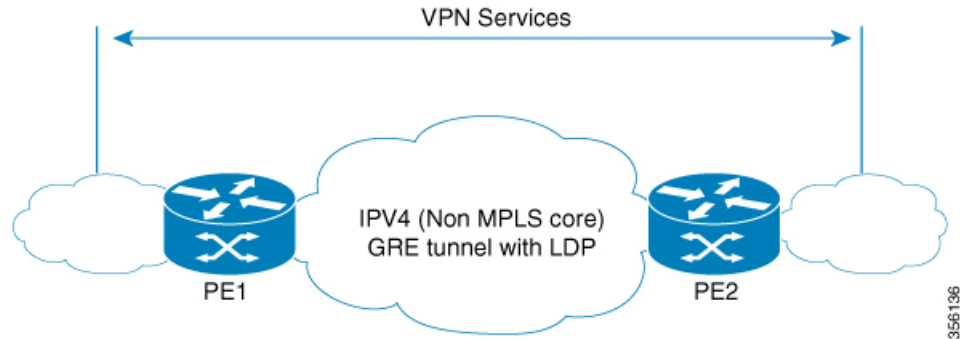 VPN Services
IPV4 (Non MPLS core)
GRE tunnel with LDP
PE1
PE2
356136